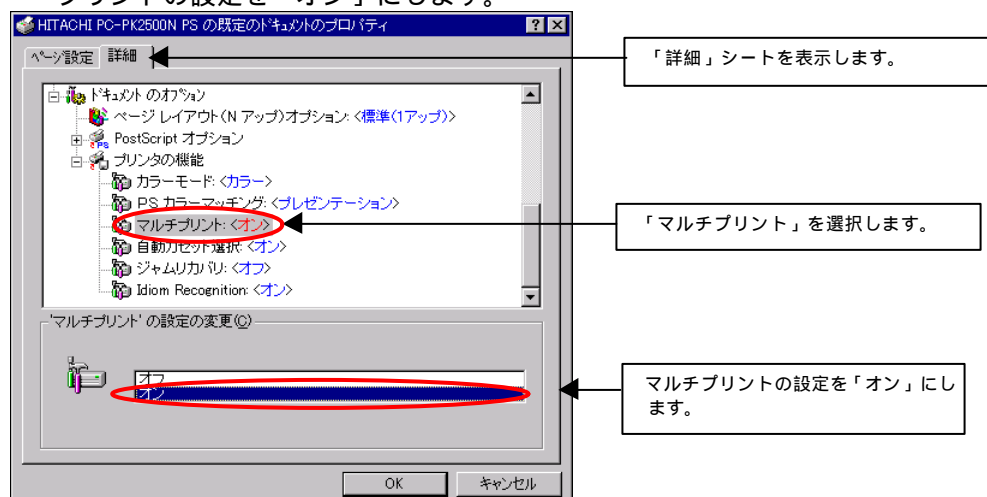 プリントの設定を「オン」にします。
HITACHI PC-PK2500N PS の既定のドキュメントのプロパティ
ページ設定 詳細
「詳細」シートを表示します。
ドキュメント のオプション
ページ レイアウト(N アップ)オプション: <標準(1アップ)>
PostScript オプション
プリンタの機能
カラーモード: <カラー>
PS カラーマッチング: <プレゼンテーション>
マルチプリント: <オン>
「マルチプリント」を選択します。
自動カセット選択: <オン>
ジャムリカバリ: <オフ>
Idiom Recognition: <オン>
'マルチプリント' の設定の変更(C)
オフ
オン
マルチプリントの設定を「オン」にし
ます。
OK キャンセル